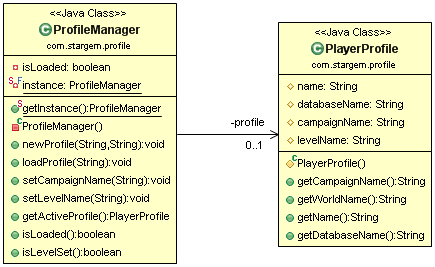 <<Java Class>>
ProfileManager
com.stargem.profile
isLoaded: boolean
S F
instance: ProfileManager
S
getInstance():ProfileManager
C
ProfileManager()
newProfile(String,String):void
loadProfile(String):void
setCampaignName(String):void
setLevelName(String):void
getActiveProfile():PlayerProfile
isLoaded():boolean
isLevelSet():boolean
-profile
0..1
<<Java Class>>
PlayerProfile
com.stargem.profile
name: String
databaseName: String
campaignName: String
levelName: String
C
PlayerProfile()
getCampaignName():String
getWorldName():String
getName():String
getDatabaseName():String